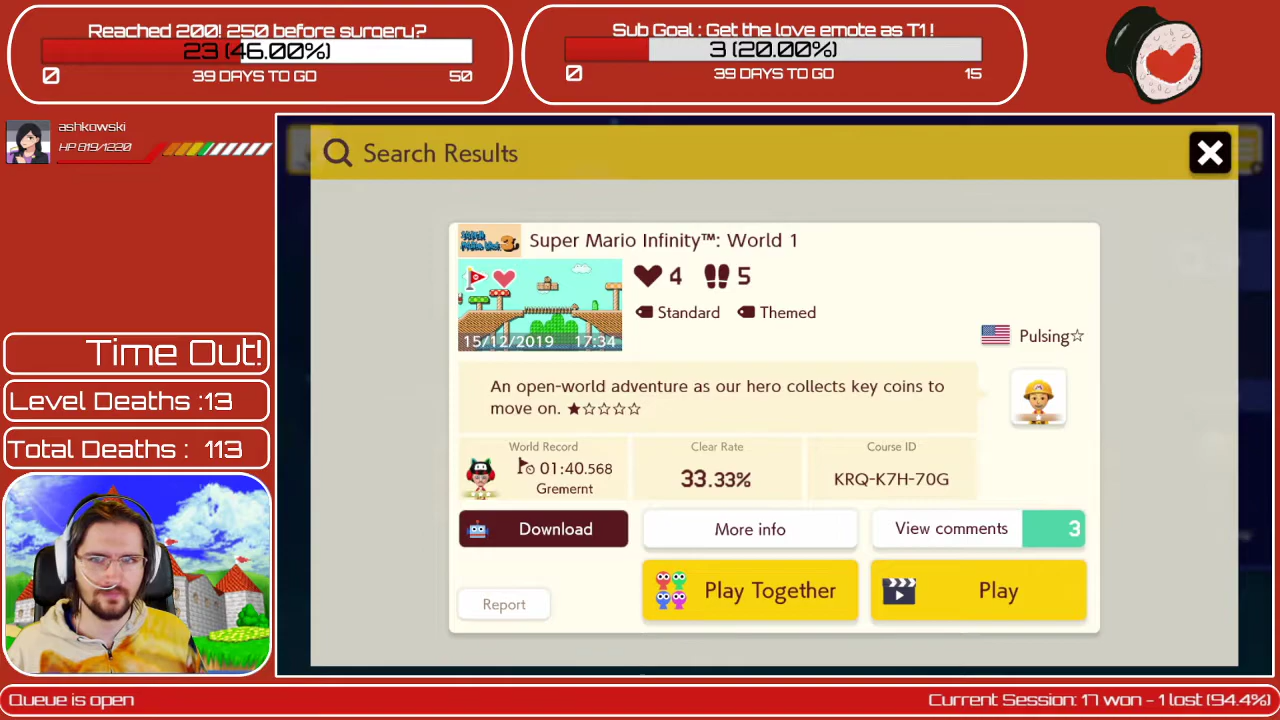 Reached 200! 250 before surgery?
23 (46.00%)
0
39 DAYS TO GO
50
Sub Goal : Get the love emote as T1 !
3 (20.00%)
0
39 DAYS TO GO
15
ashkowski
HP 819/1220
Search Results
Super Mario Infinity™: World 1
4
5
Standard
Themed
15/12/2019 17:34
Pulsing☆
An open-world adventure as our hero collects key coins to
move on. ★☆☆☆☆
World Record
01:40.568
Gremernt
Clear Rate
33.33%
Course ID
KRQ-K7H-70G
Download
More info
View comments
3
Report
Play Together
Play
Time Out!
Level Deaths :13
Total Deaths : 113
Queue is open
Current Session: 17 won - 1 lost (94.4%)